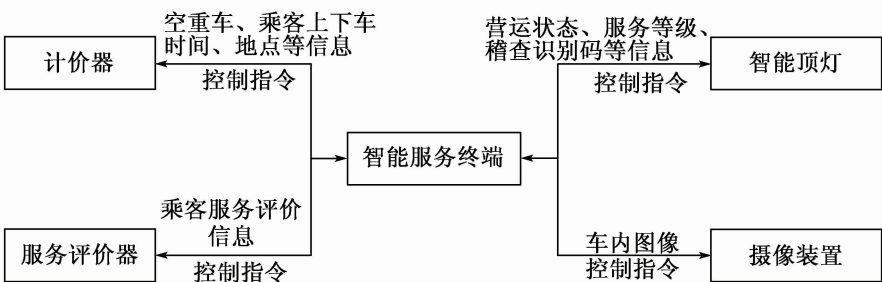 空重车、乘客上下车
时间、地点等信息
计价器
控制指令
营运状态、服务等级、
稽查识别码等信息
智能顶灯
控制指令
智能服务终端
乘客服务评价
信息
服务评价器
控制指令
车内图像
摄像装置
控制指令